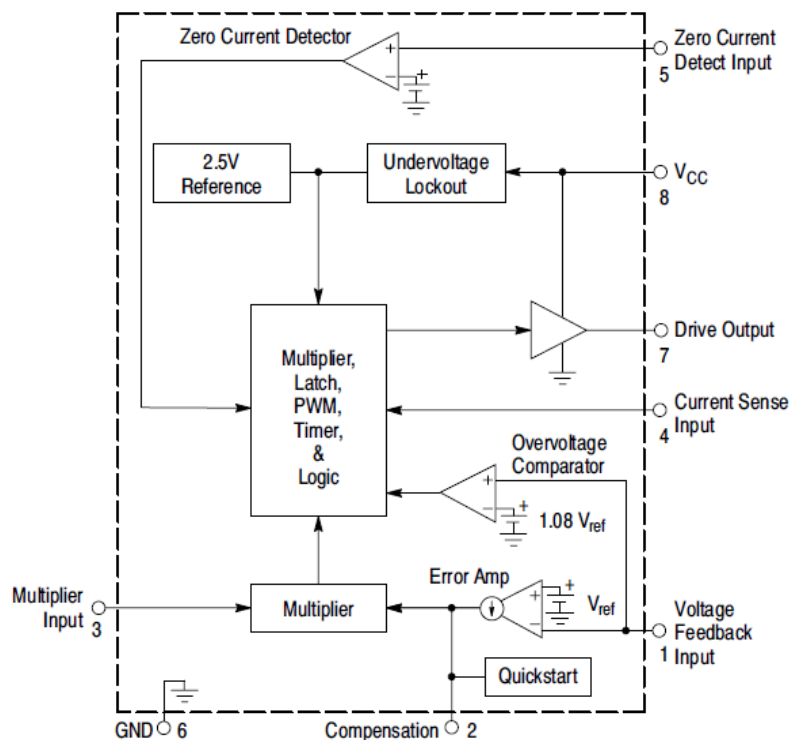 Zero Current Detector
+
−
+
Zero Current
Detect Input
5
2.5V
Reference
Undervoltage
Lockout
VCC
8
Multiplier,
Latch,
PWM,
Timer,
&
Logic
Drive Output
7
Current Sense
Input
4
Overvoltage
Comparator
+
−
+
1.08 Vref
Error Amp
+
−
+
Vref
Multiplier
Input
3
Multiplier
Voltage
Feedback
Input
1
Quickstart
GND
6
Compensation
2